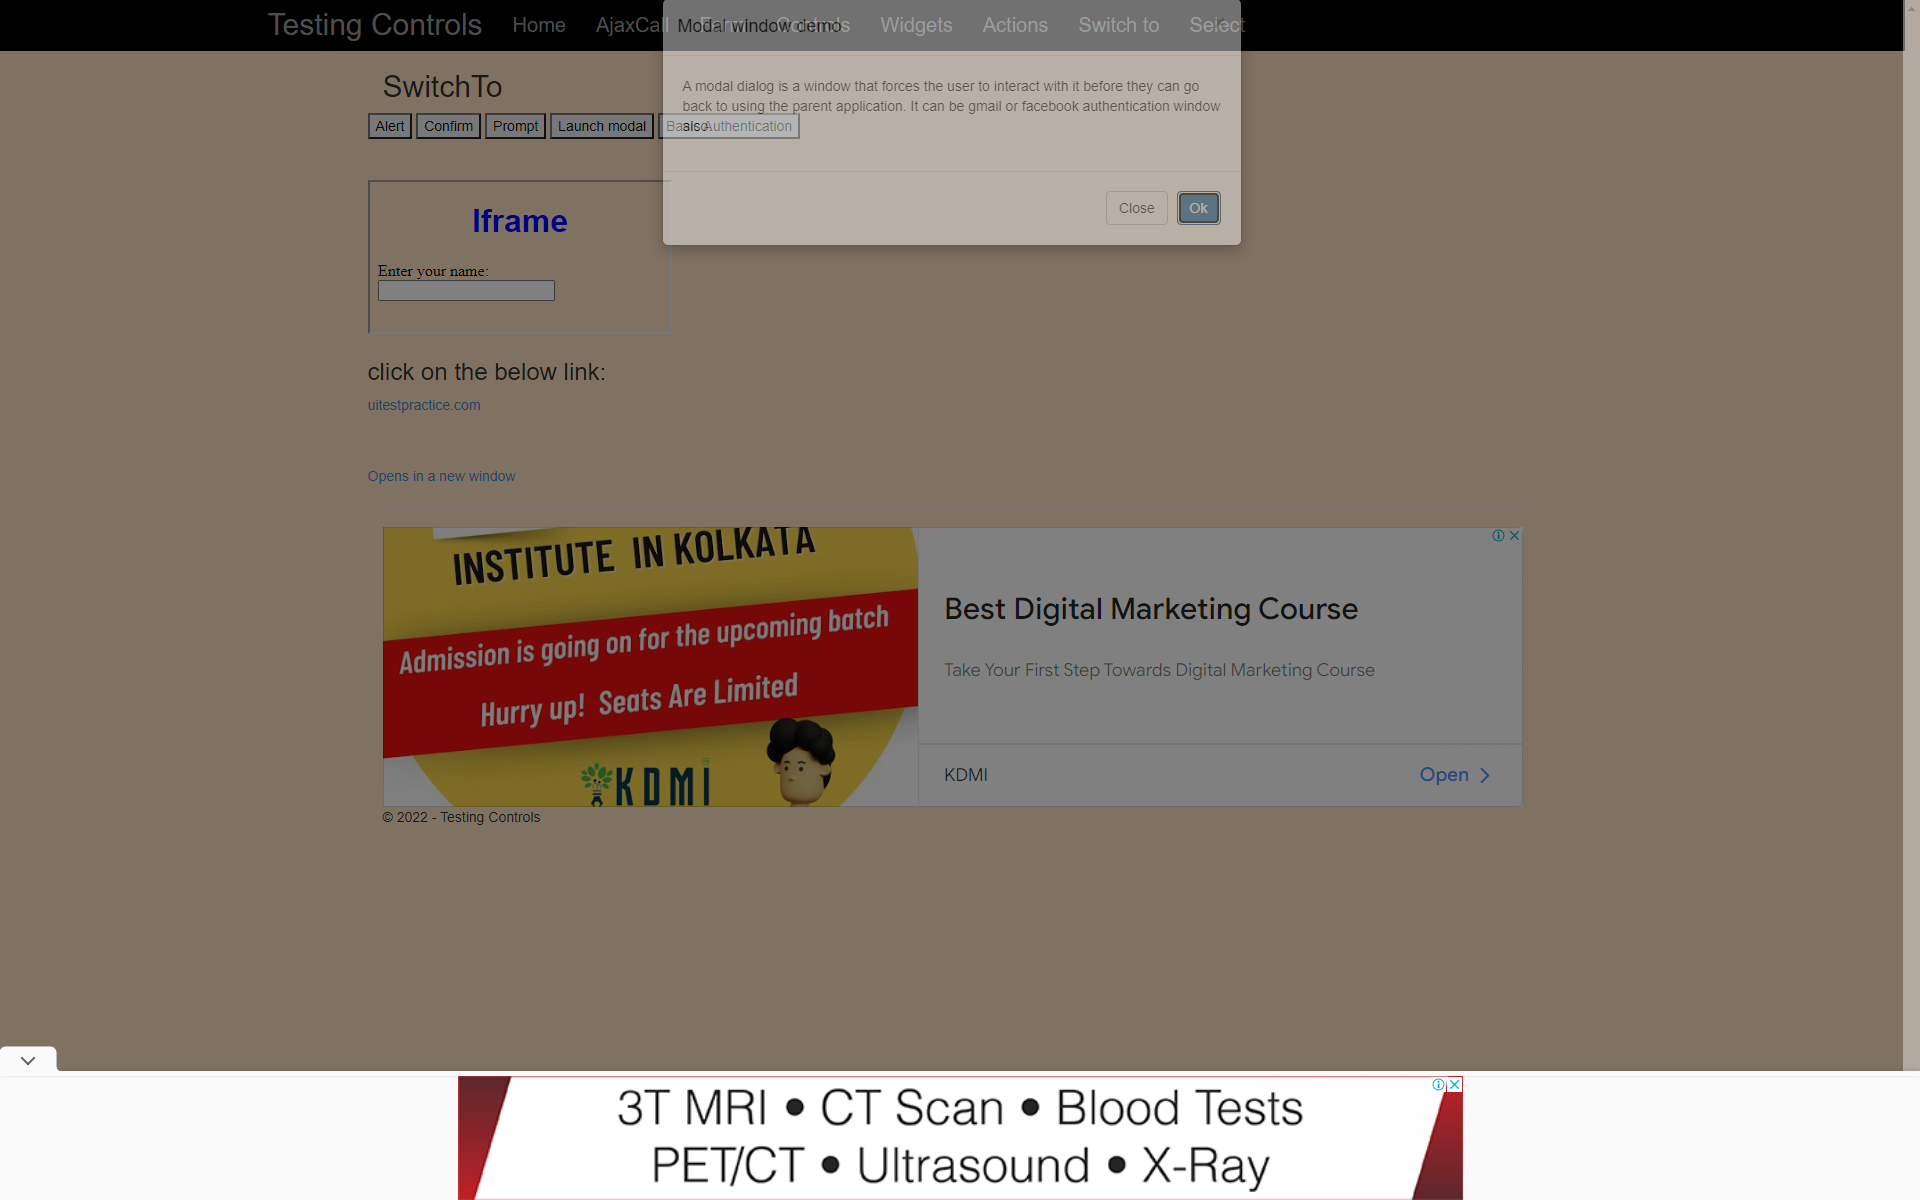 Testing Controls Home AjaxCall Form Controls Widgets Actions Switch to Select
Modal window demo
A modal dialog is a window that forces the user to interact with it before they can go
back to using the parent application. It can be gmail or facebook authentication window
also.
Close Ok
SwitchTo
Alert Confirm Prompt Launch modal Basic Authentication
Iframe
Enter your name:
click on the below link:
uitestpractice.com
Opens in a new window
INSTITUTE IN KOLKATA
Admission is going on for the upcoming batch
Hurry up! Seats Are Limited
KDMI
Best Digital Marketing Course
Take Your First Step Towards Digital Marketing Course
KDMI
Open
© 2022 - Testing Controls
3T MRI • CT Scan • Blood Tests
PET/CT • Ultrasound • X-Ray